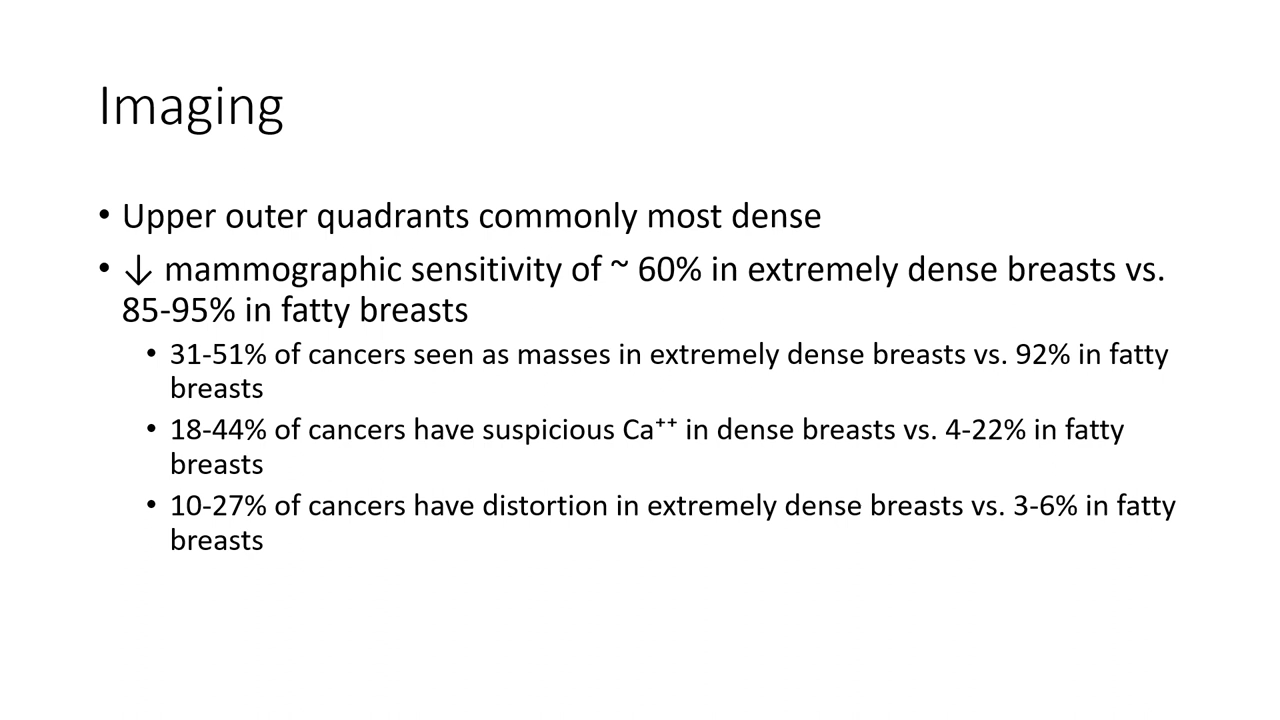 Imaging
• Upper outer quadrants commonly most dense
• ↓ mammographic sensitivity of ~ 60% in extremely dense breasts vs.
85-95% in fatty breasts
• 31-51% of cancers seen as masses in extremely dense breasts vs. 92% in fatty
breasts
• 18-44% of cancers have suspicious Ca⁺⁺ in dense breasts vs. 4-22% in fatty
breasts
• 10-27% of cancers have distortion in extremely dense breasts vs. 3-6% in fatty
breasts